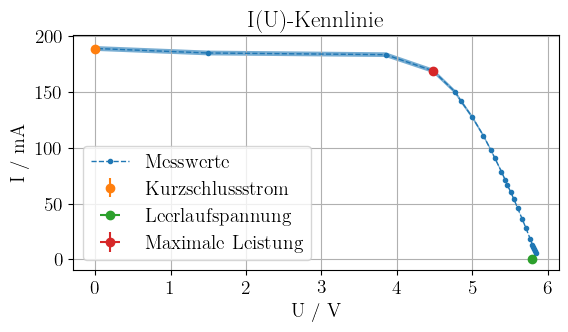 I(U)-Kennlinie
I / mA
200
150
100
50
0
Messwerte
Kurzschlussstrom
Leerlaufspannung
Maximale Leistung
0 1 2 3 4 5 6
U / V